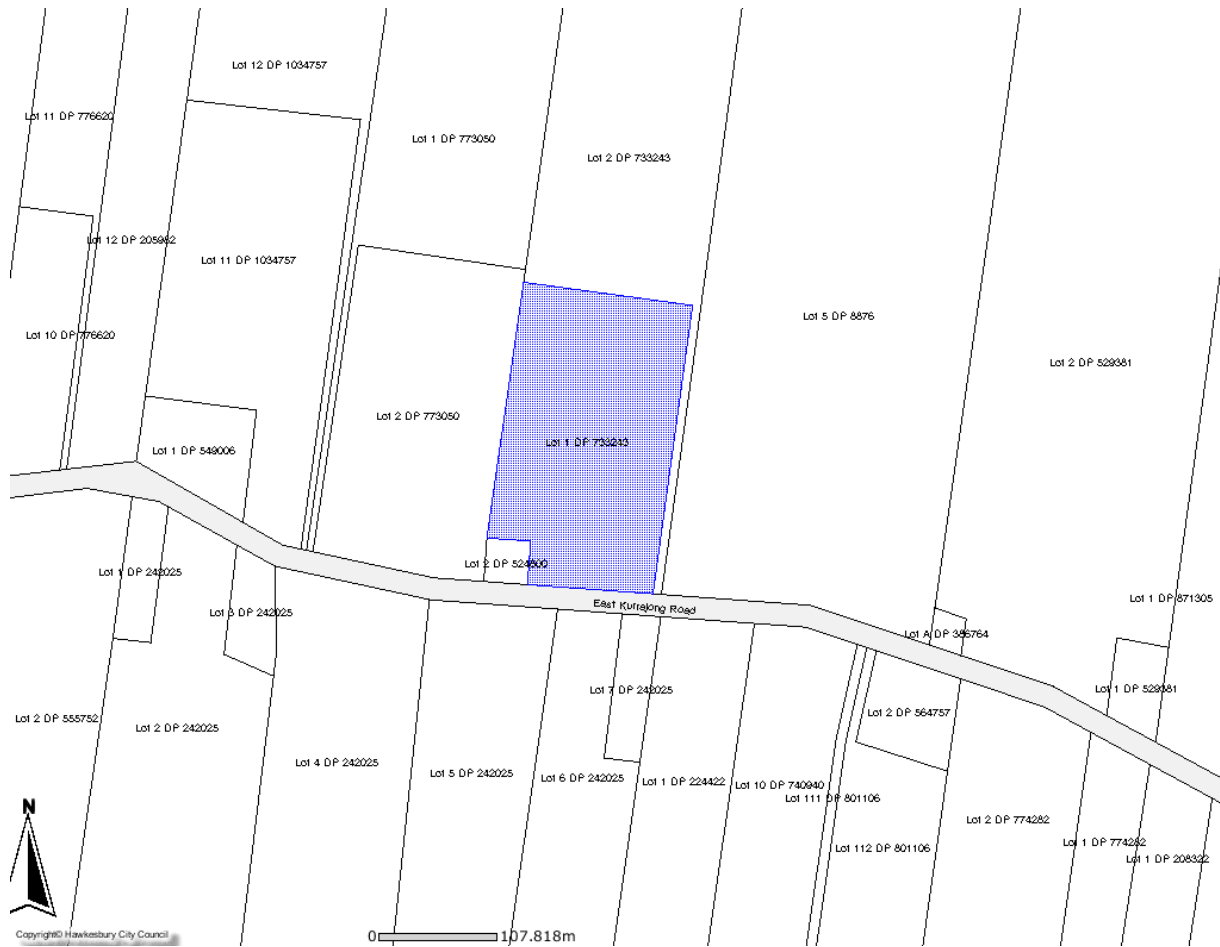 Lot 12 DP 1034757
Lot 11 DP 776620
Lot 1 DP 773050
Lot 2 DP 733243
Lot 12 DP 205982
Lot 11 DP 1034757
Lot 5 DP 8876
Lot 10 DP 776620
Lot 2 DP 529381
Lot 2 DP 773050
Lot 1 DP 733243
Lot 1 DP 549006
Lot 2 DP 524800
Lot 1 DP 242025
Lot 1 DP 871305
East Kurrajong Road
Lot 3 DP 242025
Lot A DP 386764
Lot 7 DP 242025
Lot 1 DP 529381
Lot 2 DP 555752
Lot 2 DP 242025
Lot 2 DP 564757
Lot 4 DP 242025
Lot 5 DP 242025
Lot 6 DP 242025
Lot 1 DP 224422
Lot 10 DP 740940
Lot 111 DP 801106
N
Lot 2 DP 774282
Lot 112 DP 801106
Lot 1 DP 774282
Lot 1 DP 208322
Copyright© Hawkesbury City Council
0 107.818m